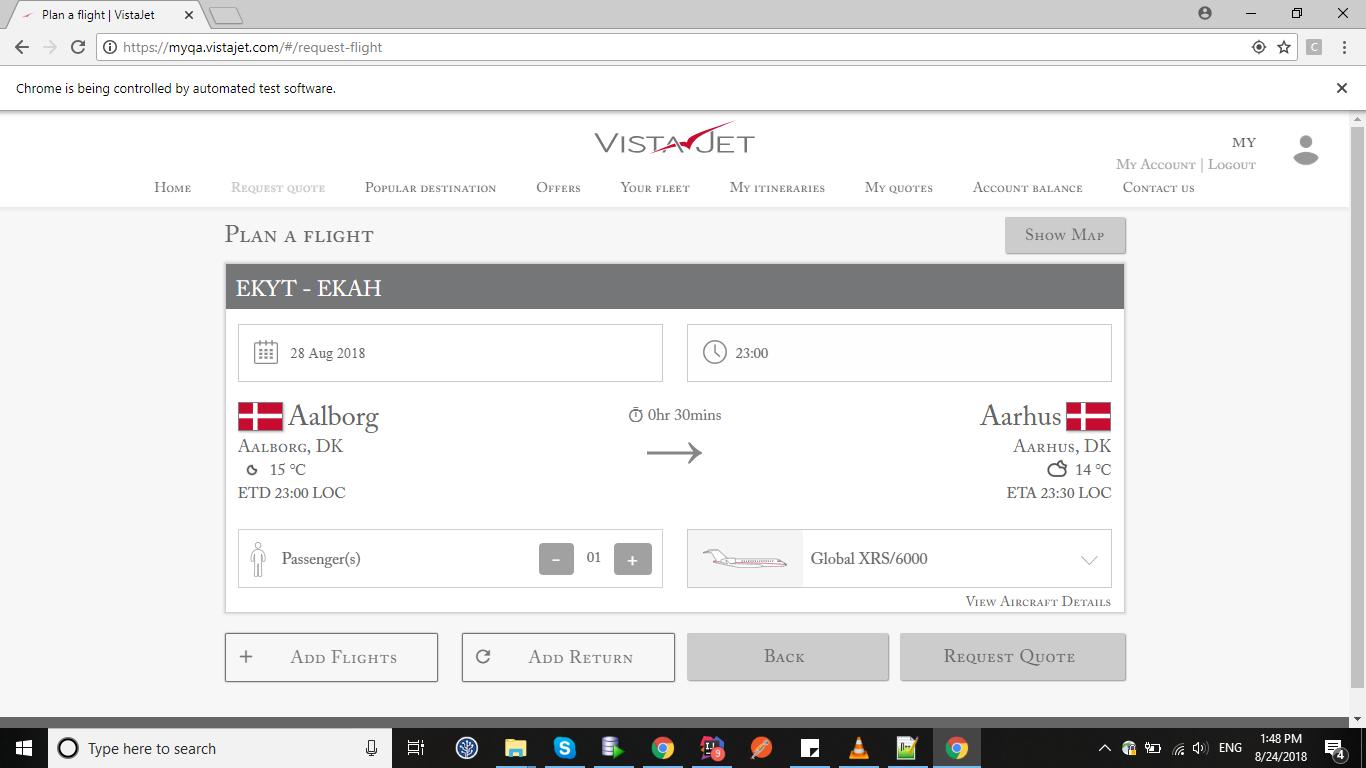 Plan a flight | VistaJet
https://myqa.vistajet.com/#/request-flight
C
Chrome is being controlled by automated test software.
VISTAJET
MY
MY ACCOUNT | LOGOUT
HOME REQUEST QUOTE POPULAR DESTINATION OFFERS YOUR FLEET MY ITINERARIES MY QUOTES ACCOUNT BALANCE CONTACT US
PLAN A FLIGHT
SHOW MAP
EKYT - EKAH
28 Aug 2018
23:00
Aalborg 0hr 30mins Aarhus
AALBORG, DK AARHUS, DK
15 °C 14 °C
ETD 23:00 LOC ETA 23:30 LOC
Passenger(s) - 01 + Global XRS/6000
VIEW AIRCRAFT DETAILS
+ ADD FLIGHTS ADD RETURN BACK REQUEST QUOTE
Type here to search
9
ENG
1:48 PM
8/24/2018
4